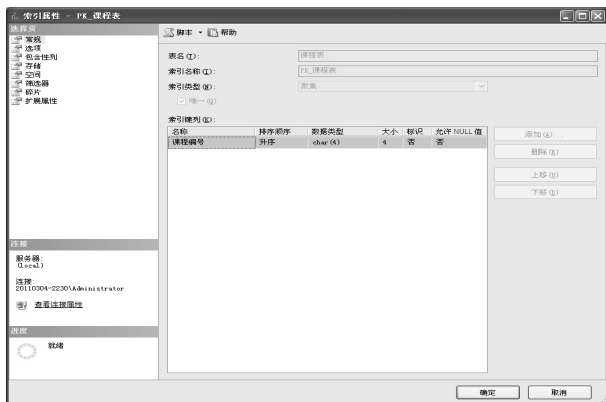 索引属性 - PK_课程表
选择页
常规
选项
包含性列
存储
空间
筛选器
碎片
扩展属性
脚本 帮助
表名(T):
课程表
索引名称(I):
PK_课程表
索引类型(N):
聚集
唯一(Q)
索引键列(E):
名称 排序顺序 数据类型 大小 标识 允许 NULL 值
课程编号 升序 char(4) 4 否 否
添加(A)...
删除(R)
上移(U)
下移(D)
连接
服务器:
(local)
连接:
20110304-2230\Administrator
查看连接属性
进度
就绪
确定
取消